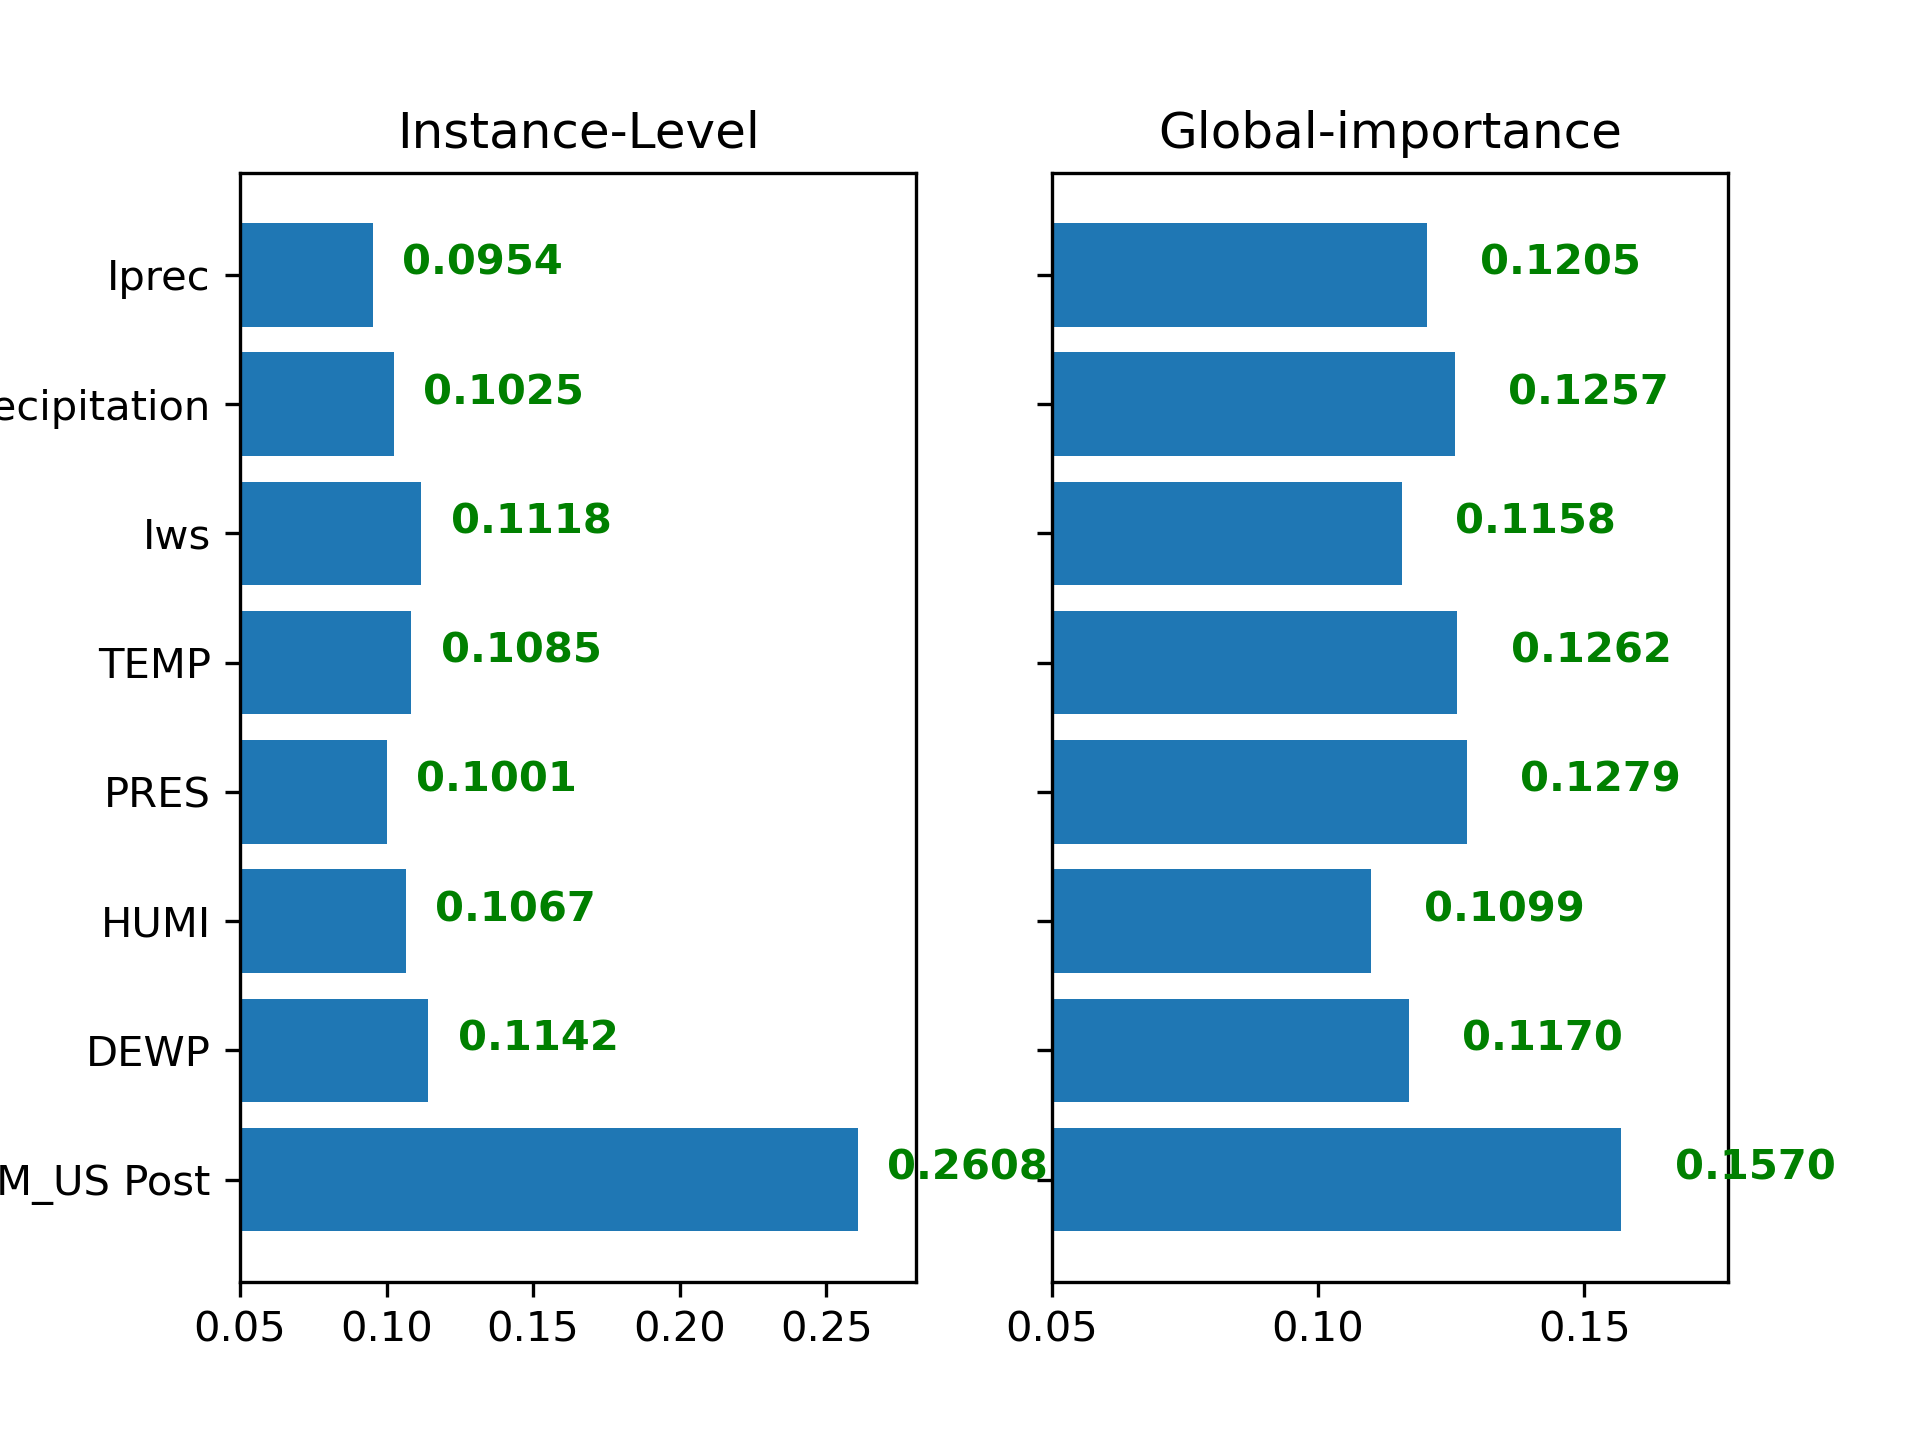 Instance-Level
Global-importance
Iprec
0.0954
0.1205
ecipitation
0.1025
0.1257
Iws
0.1118
0.1158
TEMP
0.1085
0.1262
PRES
0.1001
0.1279
HUMI
0.1067
0.1099
DEWP
0.1142
0.1170
M_US Post
0.2608
0.1570
0.05 0.10 0.15 0.20 0.25
0.05 0.10 0.15